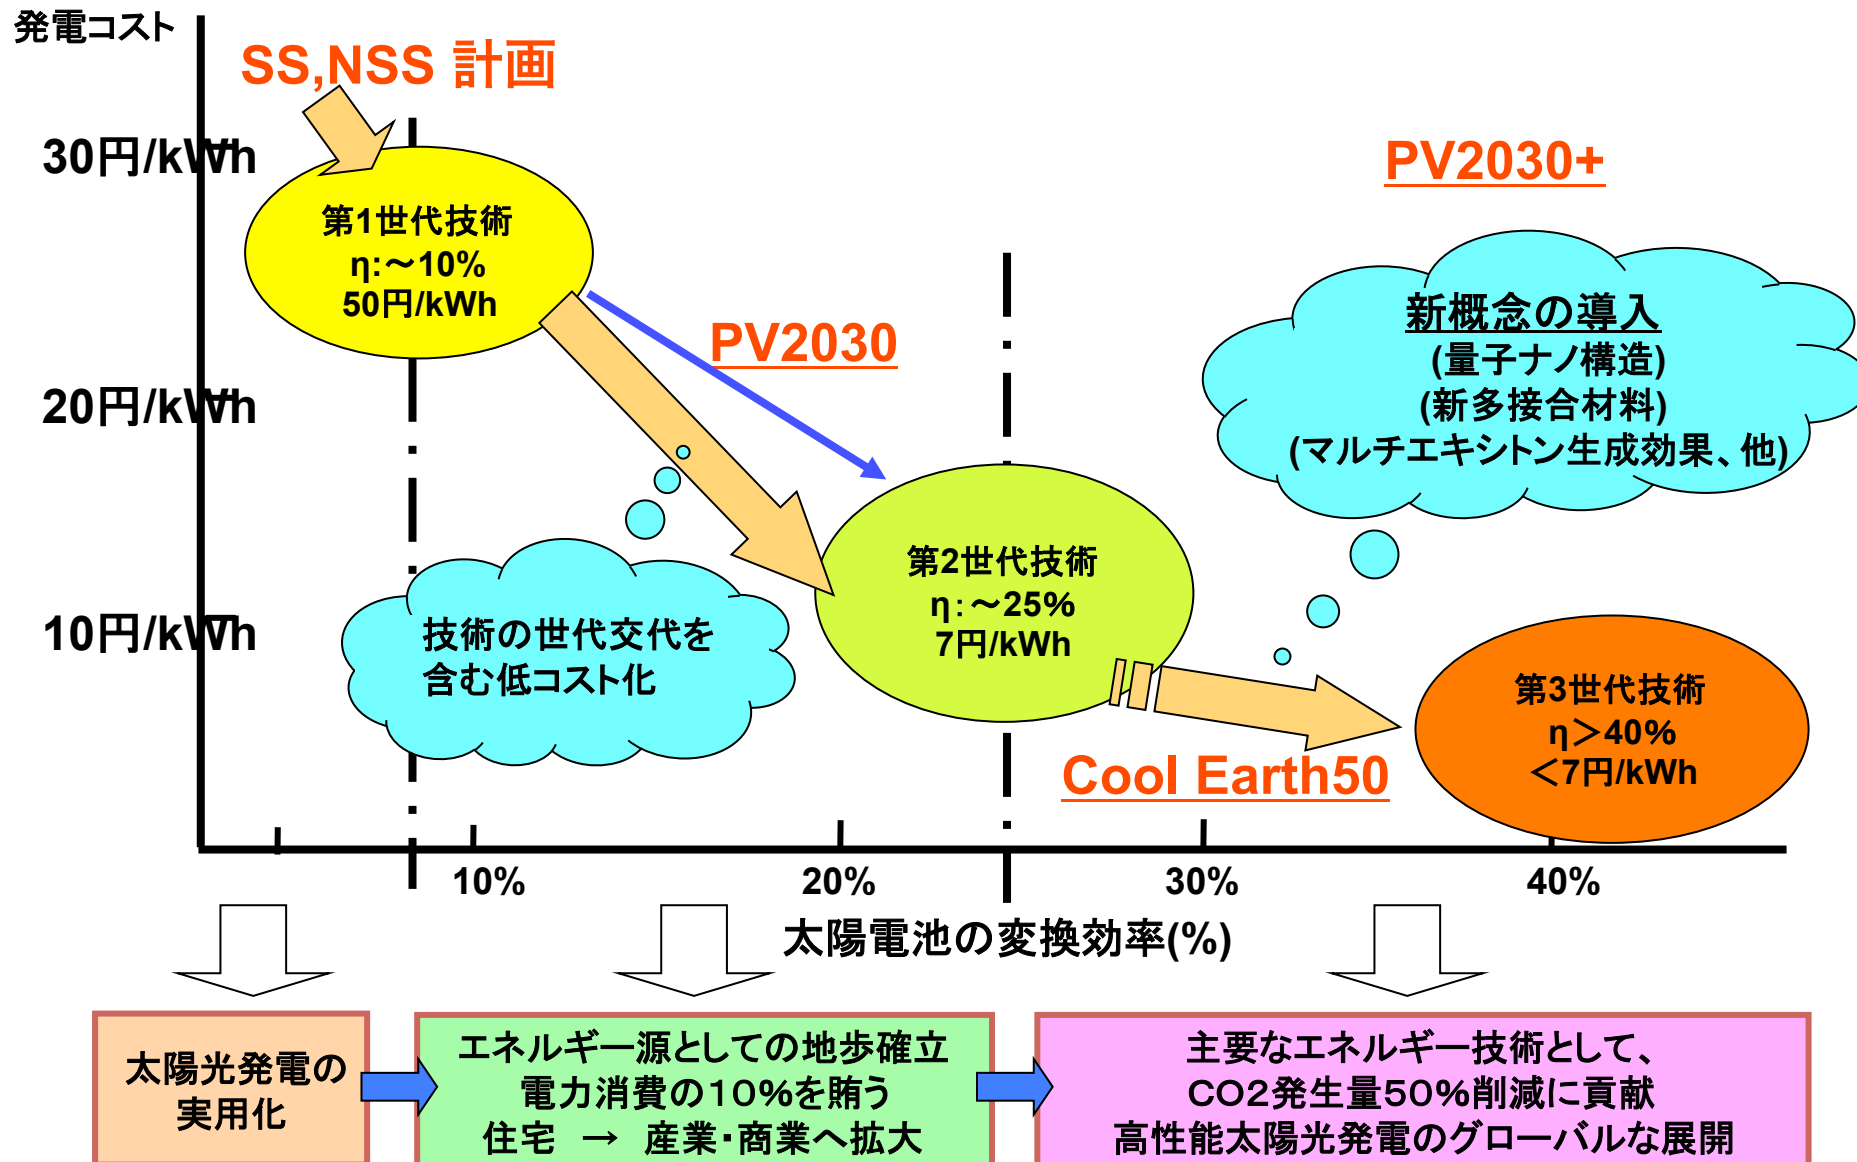 発電コスト
SS,NSS 計画
30円/kWh
PV2030+
第1世代技術
η:～10%
50円/kWh
新概念の導入
(量子ナノ構造)
(新多接合材料)
(マルチエキシトン生成効果、他)
PV2030
20円/kWh
第2世代技術
η：～25%
7円/kWh
10円/kWh
技術の世代交代を
含む低コスト化
第3世代技術
η＞40%
＜7円/kWh
Cool Earth50
10%
20%
30%
40%
太陽電池の変換効率(%)
太陽光発電の
実用化
エネルギー源としての地歩確立
電力消費の１０％を賄う
住宅　→　産業・商業へ拡大
主要なエネルギー技術として、
CO2発生量50%削減に貢献
高性能太陽光発電のグローバルな展開